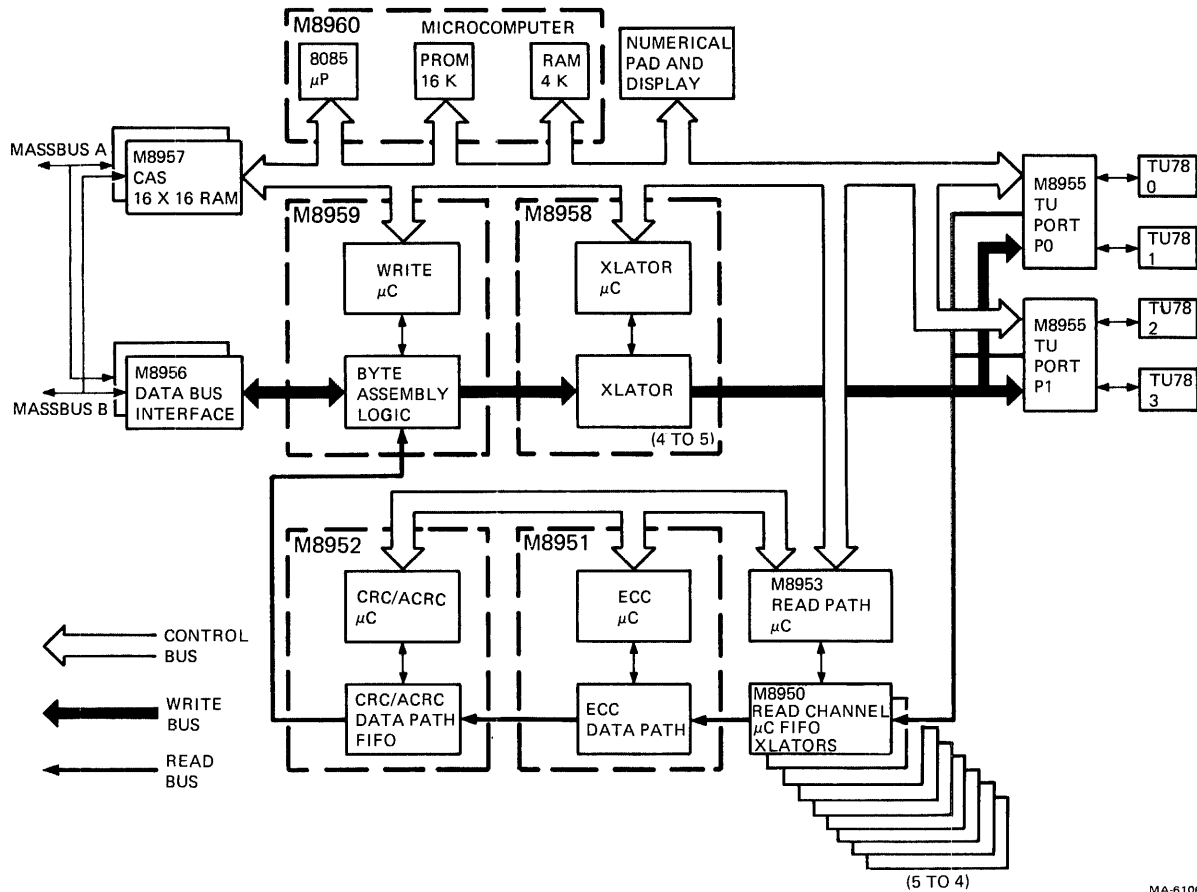 M8960
MICROCOMPUTER
8085
µP
PROM
16 K
RAM
4 K
NUMERICAL
PAD AND
DISPLAY
MASSBUS A
M8957
CAS
16 X 16 RAM
M8955
TU
PORT
P0
TU78
0
TU78
1
M8959
WRITE
µC
M8958
XLATOR
µC
M8955
TU
PORT
P1
TU78
2
TU78
3
MASSBUS B
M8956
DATA BUS
INTERFACE
BYTE
ASSEMBLY
LOGIC
XLATOR
(4 TO 5)
M8952
CRC/ACRC
µC
M8951
ECC
µC
M8953
READ PATH
µC
CRC/ACRC
DATA PATH
FIFO
ECC
DATA PATH
M8950
READ CHANNEL
µC FIFO
XLATORS
(5 TO 4)
CONTROL
BUS
WRITE
BUS
READ
BUS